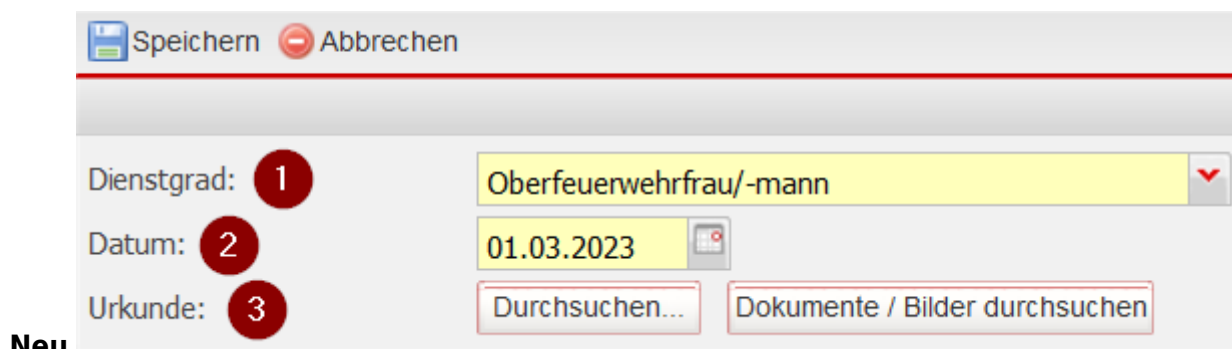 Speichern Abbrechen
Dienstgrad: 1 Oberfeuerwehrfrau/-mann
Datum: 2 01.03.2023
Urkunde: 3 Durchsuchen... Dokumente / Bilder durchsuchen
Neu